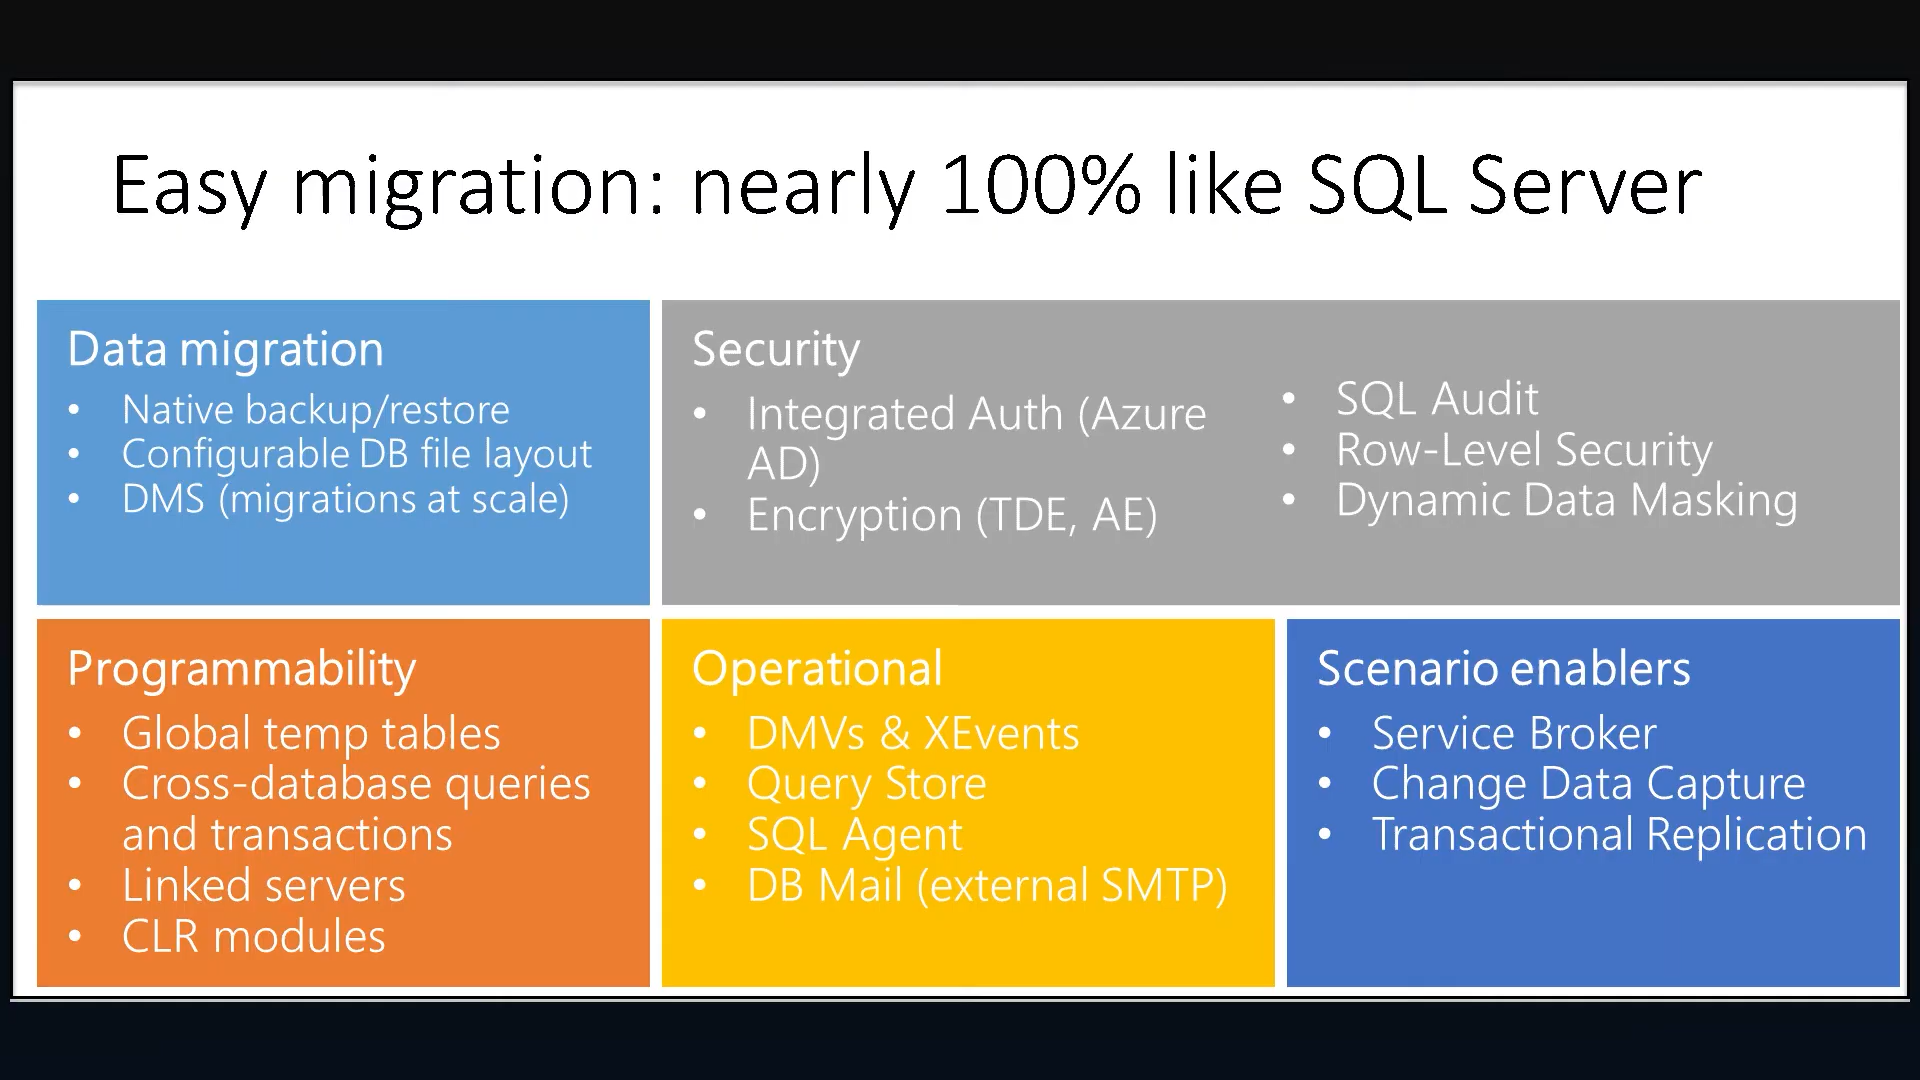 Easy migration: nearly 100% like SQL Server
Data migration
• Native backup/restore
• Configurable DB file layout
• DMS (migrations at scale)
Security
• Integrated Auth (Azure
AD)
• Encryption (TDE, AE)
• SQL Audit
• Row-Level Security
• Dynamic Data Masking
Programmability
• Global temp tables
• Cross-database queries
and transactions
• Linked servers
• CLR modules
Operational
• DMVs & XEvents
• Query Store
• SQL Agent
• DB Mail (external SMTP)
Scenario enablers
• Service Broker
• Change Data Capture
• Transactional Replication